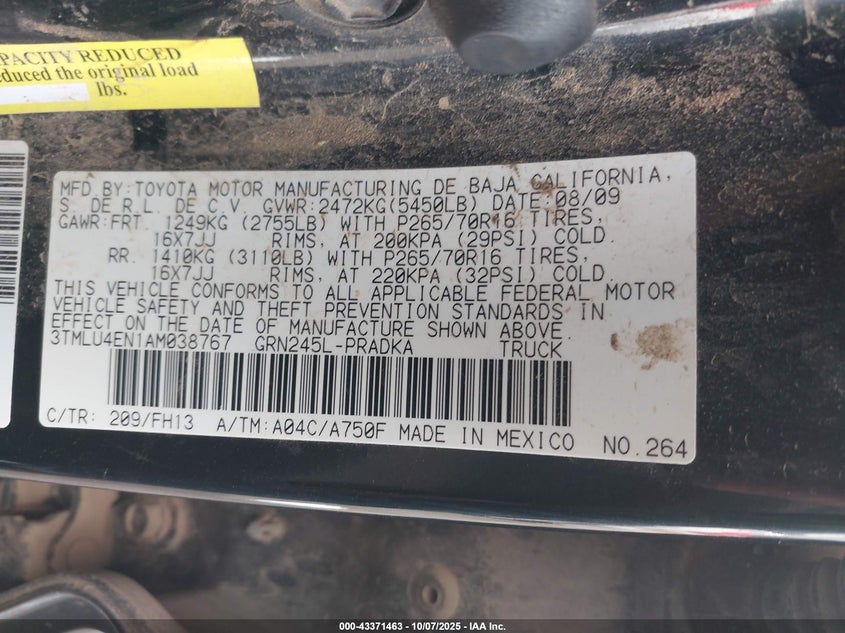 APACITY REDUCED
educed the original load
lbs.
MFD.BY:TOYOTA MOTOR MANUFACTURING DE BAJA CALIFORNIA,
S. DE R.L. DE C.V. GVWR:2472KG(5450LB) DATE:08/09
GAWR:FRT. 1249KG (2755LB) WITH P265/70R16 TIRES,
16X7JJ RIMS, AT 200KPA (29PSI) COLD.
RR. 1410KG (3110LB) WITH P265/70R16 TIRES,
16X7JJ RIMS, AT 220KPA (32PSI) COLD.
THIS VEHICLE CONFORMS TO ALL APPLICABLE FEDERAL MOTOR
VEHICLE SAFETY AND THEFT PREVENTION STANDARDS IN
EFFECT ON THE DATE OF MANUFACTURE SHOWN ABOVE.
3TMLU4EN1AM038767 GRN245L-PRADKA TRUCK
C/TR: 209/FH13 A/TM:A04C/A750F MADE IN MEXICO NO.264
000-43371463 - 10/07/2025 - IAA Inc.